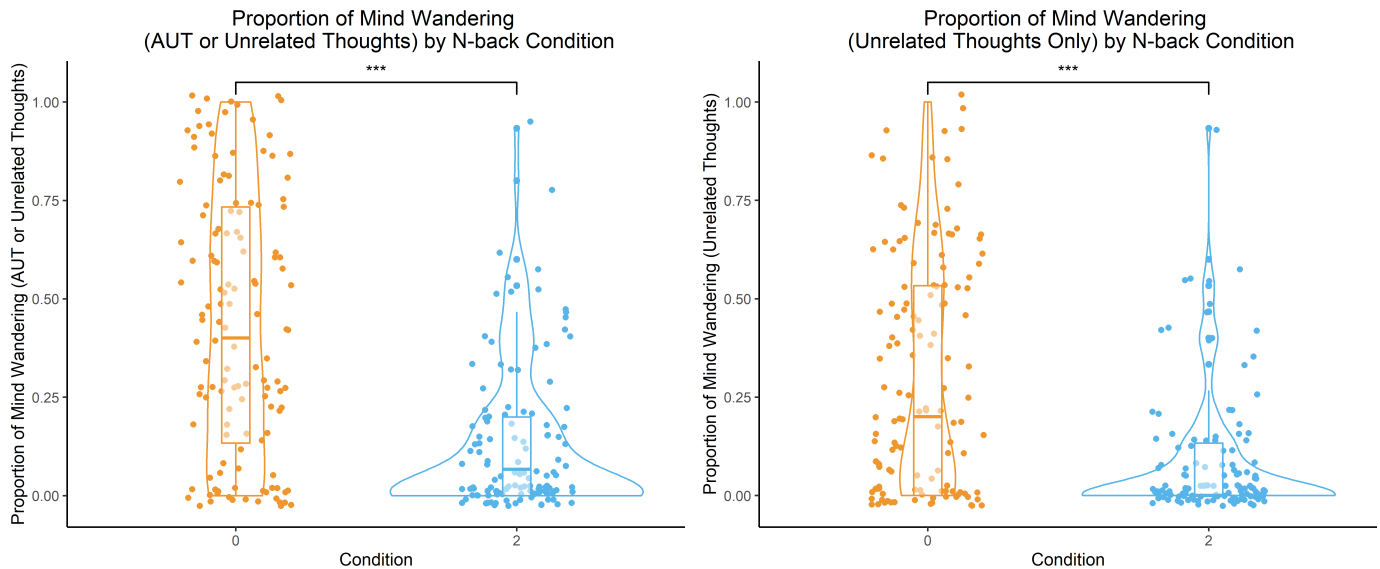 Proportion of Mind Wandering
(AUT or Unrelated Thoughts) by N-back Condition
***
Proportion of Mind Wandering (AUT or Unrelated Thoughts)
1.00
0.75
0.50
0.25
0.00
0
2
Condition
Proportion of Mind Wandering
(Unrelated Thoughts Only) by N-back Condition
***
Proportion of Mind Wandering (Unrelated Thoughts)
1.00
0.75
0.50
0.25
0.00
0
2
Condition